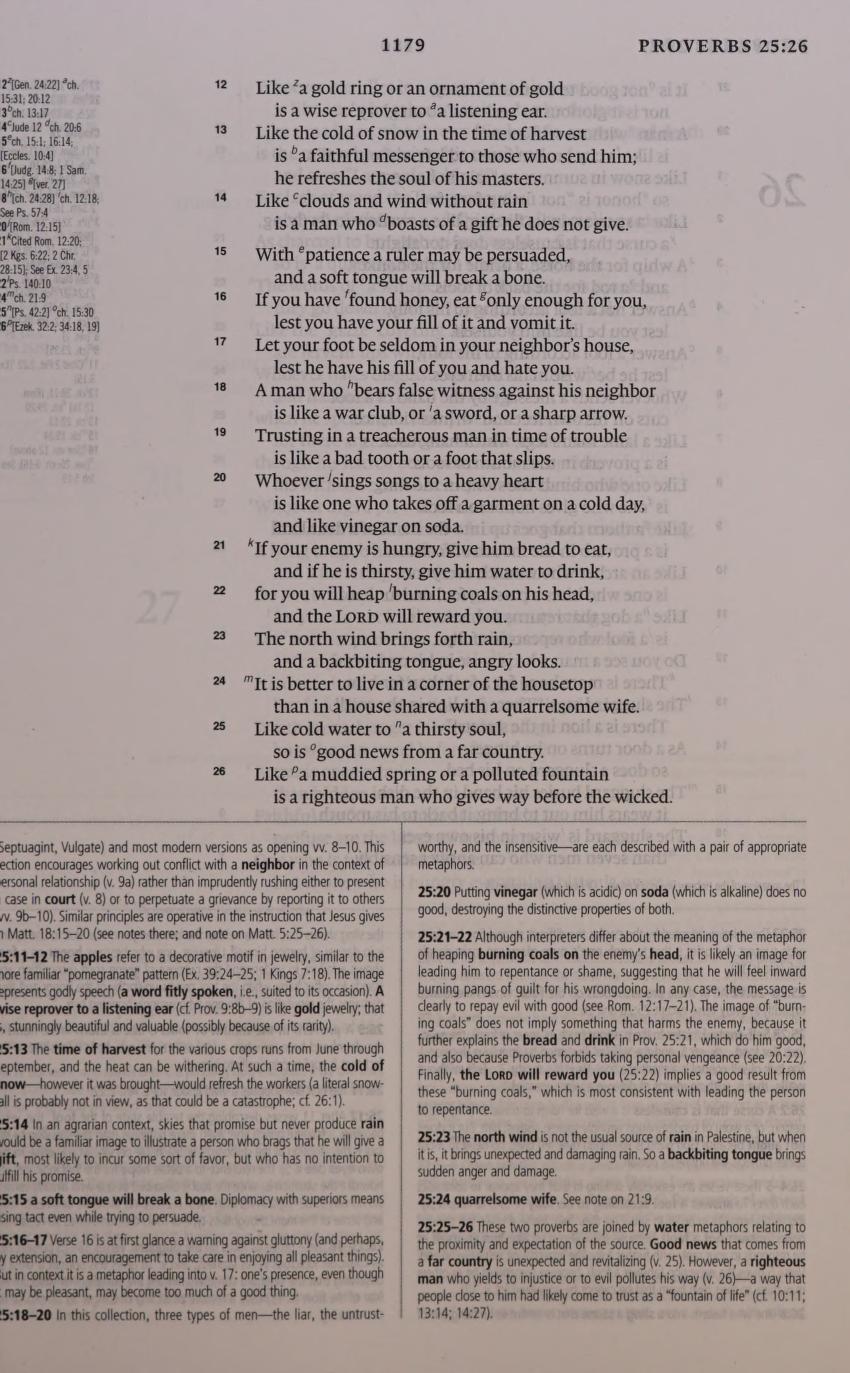 1179 PROVERBS 25:26
2 z[Gen. 24:22] a ch.
15:31; 20:12
3 b ch. 13:17
4 c Jude 12 d ch. 20:6
5 e ch. 15:1; 16:14;
[Eccles. 10:4]
6 f [Judg. 14:8; 1 Sam.
14:25] g [ver. 27]
8 h [ch. 24:28] i ch. 12:18;
See Ps. 57:4
0 j [Rom. 12:15]
1 k Cited Rom. 12:20;
[2 Kgs. 6:22; 2 Chr.
28:15]; See Ex. 23:4, 5
2 l Ps. 140:10
4 m ch. 21:9
5 n [Ps. 42:2] o ch. 15:30
6 p [Ezek. 32:2; 34:18, 19]
12 Like z a gold ring or an ornament of gold
is a wise reprover to a a listening ear.
13 Like the cold of snow in the time of harvest
is b a faithful messenger to those who send him;
he refreshes the soul of his masters.
14 Like c clouds and wind without rain
is a man who d boasts of a gift he does not give.
15 With e patience a ruler may be persuaded,
and a soft tongue will break a bone.
16 If you have f found honey, eat g only enough for you,
lest you have your fill of it and vomit it.
17 Let your foot be seldom in your neighbor's house,
lest he have his fill of you and hate you.
18 A man who h bears false witness against his neighbor
is like a war club, or i a sword, or a sharp arrow.
19 Trusting in a treacherous man in time of trouble
is like a bad tooth or a foot that slips.
20 Whoever j sings songs to a heavy heart
is like one who takes off a garment on a cold day,
and like vinegar on soda.
21 k If your enemy is hungry, give him bread to eat,
and if he is thirsty, give him water to drink,
22 for you will heap l burning coals on his head,
and the LORD will reward you.
23 The north wind brings forth rain,
and a backbiting tongue, angry looks.
24 m It is better to live in a corner of the housetop
than in a house shared with a quarrelsome wife.
25 Like cold water to n a thirsty soul,
so is o good news from a far country.
26 Like p a muddied spring or a polluted fountain
is a righteous man who gives way before the wicked.
Septuagint, Vulgate) and most modern versions as opening vv. 8–10. This
ection encourages working out conflict with a neighbor in the context of
ersonal relationship (v. 9a) rather than imprudently rushing either to present
case in court (v. 8) or to perpetuate a grievance by reporting it to others
vv. 9b–10). Similar principles are operative in the instruction that Jesus gives
n Matt. 18:15–20 (see notes there; and note on Matt. 5:25–26).
5:11–12 The apples refer to a decorative motif in jewelry, similar to the
nore familiar "pomegranate" pattern (Ex. 39:24–25; 1 Kings 7:18). The image
epresents godly speech (a word fitly spoken, i.e., suited to its occasion). A
vise reprover to a listening ear (cf. Prov. 9:8b–9) is like gold jewelry; that
s, stunningly beautiful and valuable (possibly because of its rarity).
5:13 The time of harvest for the various crops runs from June through
eptember, and the heat can be withering. At such a time, the cold of
now—however it was brought—would refresh the workers (a literal snow-
all is probably not in view, as that could be a catastrophe; cf. 26:1).
5:14 In an agrarian context, skies that promise but never produce rain
vould be a familiar image to illustrate a person who brags that he will give a
ift, most likely to incur some sort of favor, but who has no intention to
ulfill his promise.
5:15 a soft tongue will break a bone. Diplomacy with superiors means
sing tact even while trying to persuade.
5:16–17 Verse 16 is at first glance a warning against gluttony (and perhaps,
y extension, an encouragement to take care in enjoying all pleasant things).
ut in context it is a metaphor leading into v. 17: one's presence, even though
may be pleasant, may become too much of a good thing.
5:18–20 In this collection, three types of men—the liar, the untrust-
worthy, and the insensitive—are each described with a pair of appropriate
metaphors.
25:20 Putting vinegar (which is acidic) on soda (which is alkaline) does no
good, destroying the distinctive properties of both.
25:21–22 Although interpreters differ about the meaning of the metaphor
of heaping burning coals on the enemy's head, it is likely an image for
leading him to repentance or shame, suggesting that he will feel inward
burning pangs of guilt for his wrongdoing. In any case, the message is
clearly to repay evil with good (see Rom. 12:17–21). The image of "burn-
ing coals" does not imply something that harms the enemy, because it
further explains the bread and drink in Prov. 25:21, which do him good,
and also because Proverbs forbids taking personal vengeance (see 20:22).
Finally, the LORD will reward you (25:22) implies a good result from
these "burning coals," which is most consistent with leading the person
to repentance.
25:23 The north wind is not the usual source of rain in Palestine, but when
it is, it brings unexpected and damaging rain. So a backbiting tongue brings
sudden anger and damage.
25:24 quarrelsome wife. See note on 21:9.
25:25–26 These two proverbs are joined by water metaphors relating to
the proximity and expectation of the source. Good news that comes from
a far country is unexpected and revitalizing (v. 25). However, a righteous
man who yields to injustice or to evil pollutes his way (v. 26)—a way that
people close to him had likely come to trust as a "fountain of life" (cf. 10:11;
13:14; 14:27).